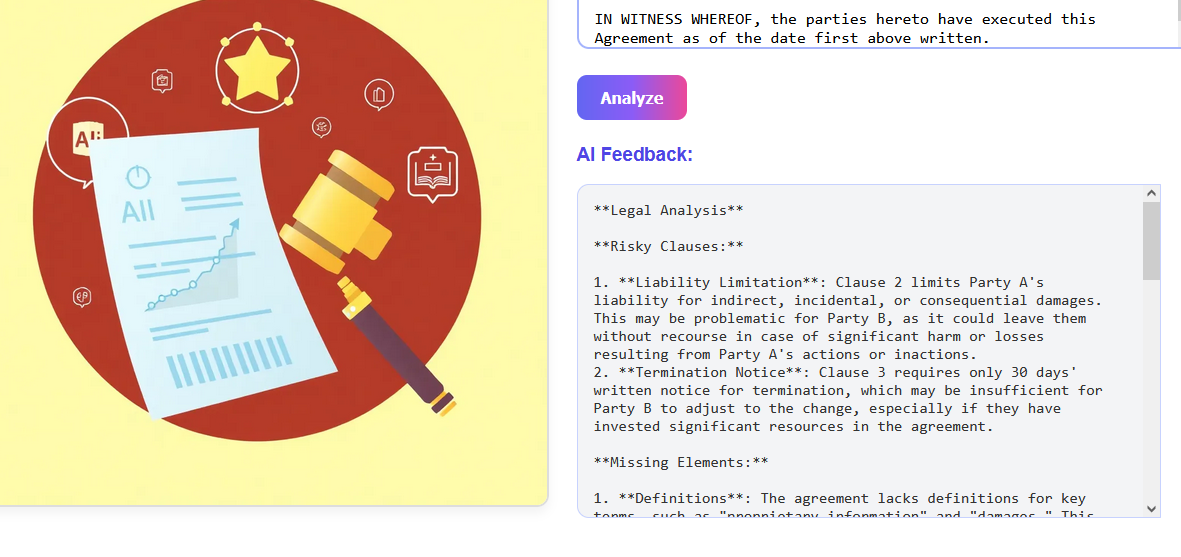 IN WITNESS WHEREOF, the parties hereto have executed this
Agreement as of the date first above written.
Analyze
AI Feedback:
**Legal Analysis**
**Risky Clauses:**
1. **Liability Limitation**: Clause 2 limits Party A's
liability for indirect, incidental, or consequential damages.
This may be problematic for Party B, as it could leave them
without recourse in case of significant harm or losses
resulting from Party A's actions or inactions.
2. **Termination Notice**: Clause 3 requires only 30 days'
written notice for termination, which may be insufficient for
Party B to adjust to the change, especially if they have
invested significant resources in the agreement.
**Missing Elements:**
1. **Definitions**: The agreement lacks definitions for key
terms, such as "proprietary information" and "damages." This
AII